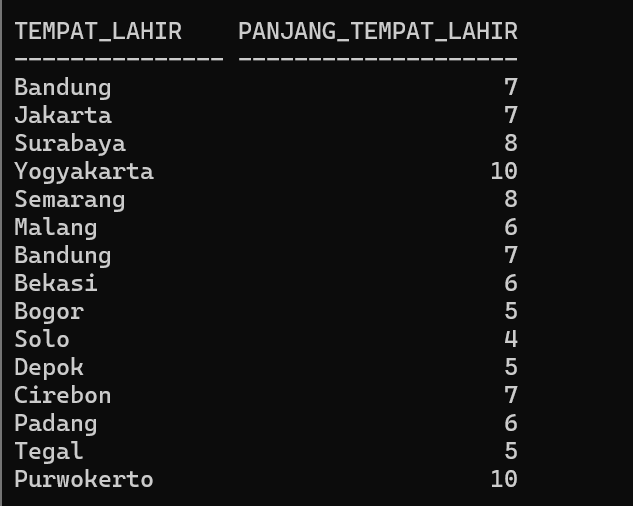 TEMPAT_LAHIR    PANJANG_TEMPAT_LAHIR
--------------- --------------------
Bandung                            7
Jakarta                            7
Surabaya                           8
Yogyakarta                        10
Semarang                           8
Malang                             6
Bandung                            7
Bekasi                             6
Bogor                              5
Solo                               4
Depok                              5
Cirebon                            7
Padang                             6
Tegal                              5
Purwokerto                        10